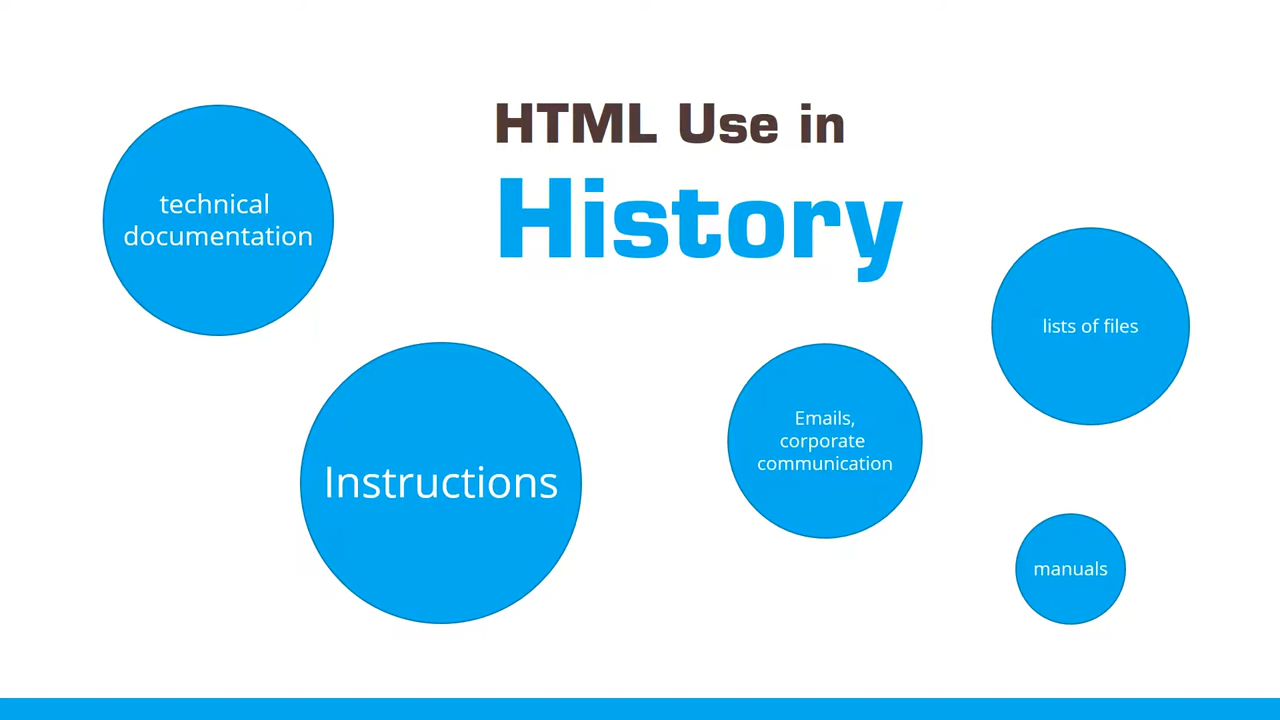 HTML Use in
History
technical
documentation
Instructions
Emails,
corporate
communication
lists of files
manuals